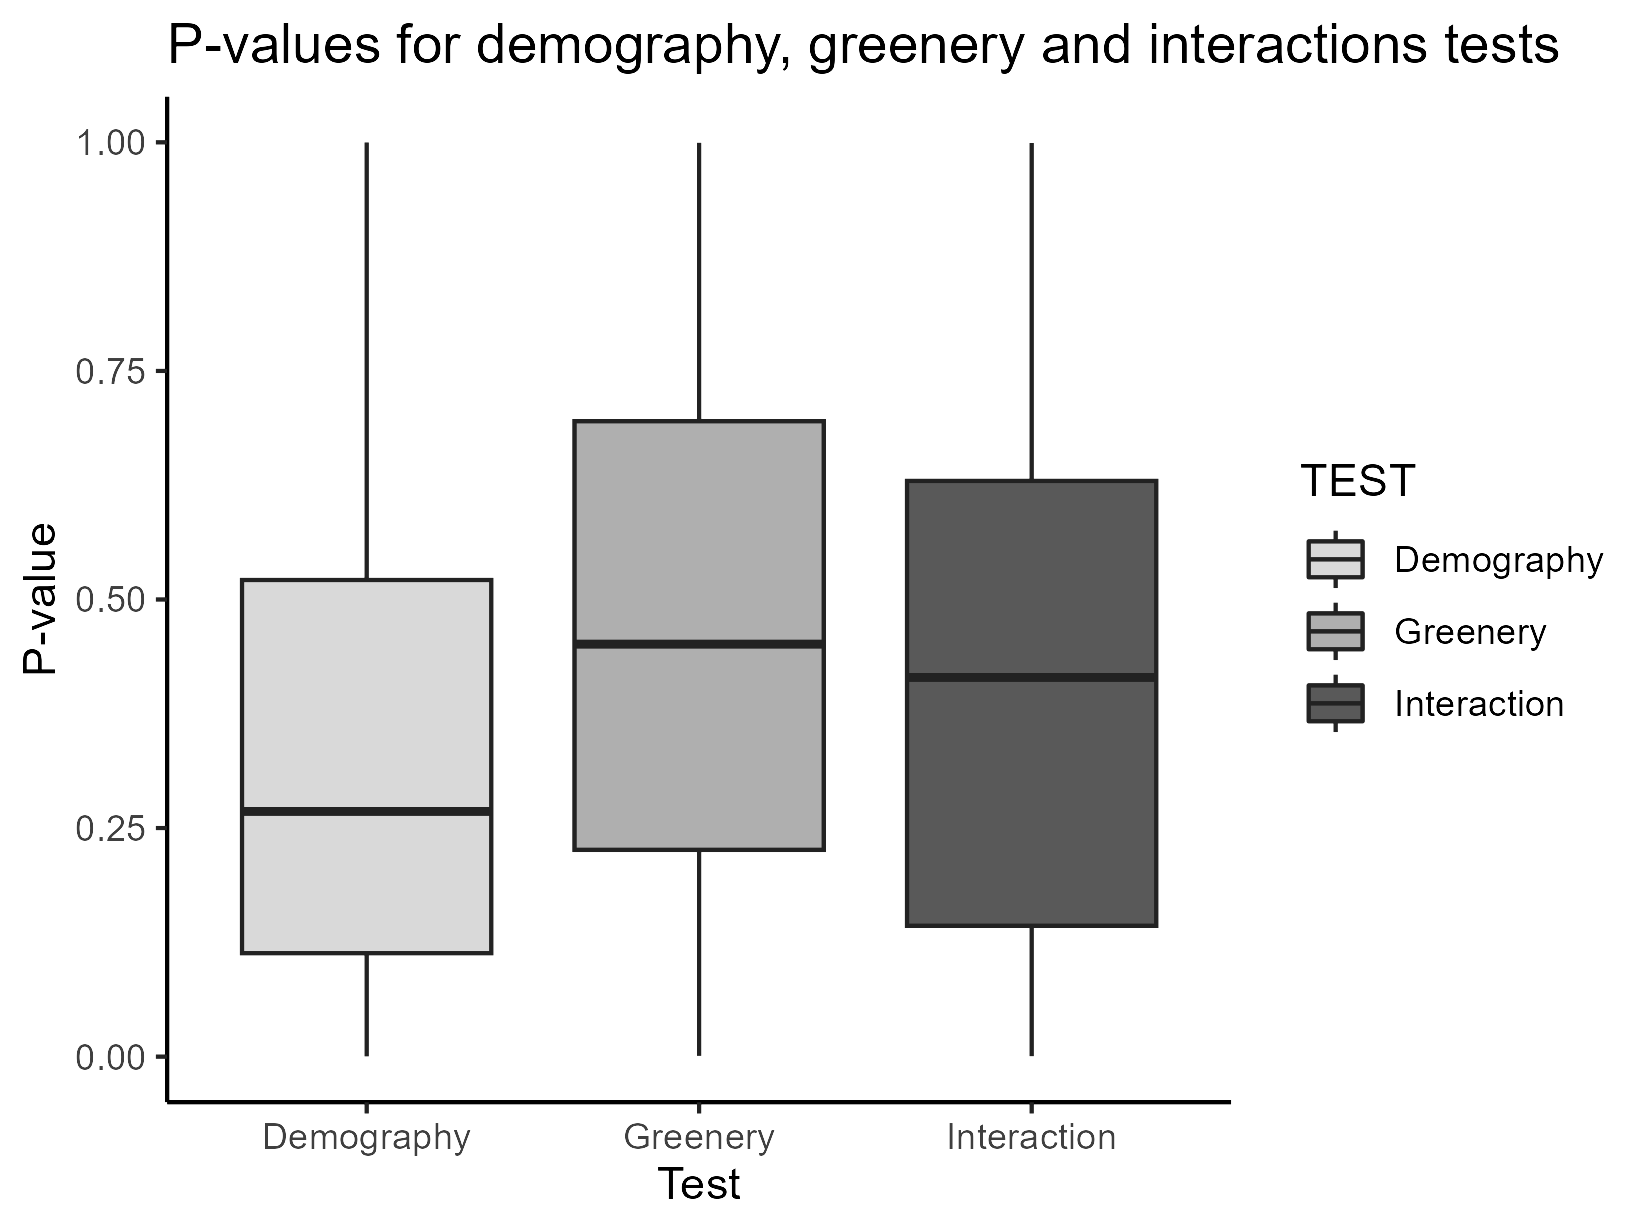 P-values for demography, greenery and interactions tests
1.00
0.75
0.50
0.25
0.00
P-value
Demography
Greenery
Interaction
Test
TEST
Demography
Greenery
Interaction